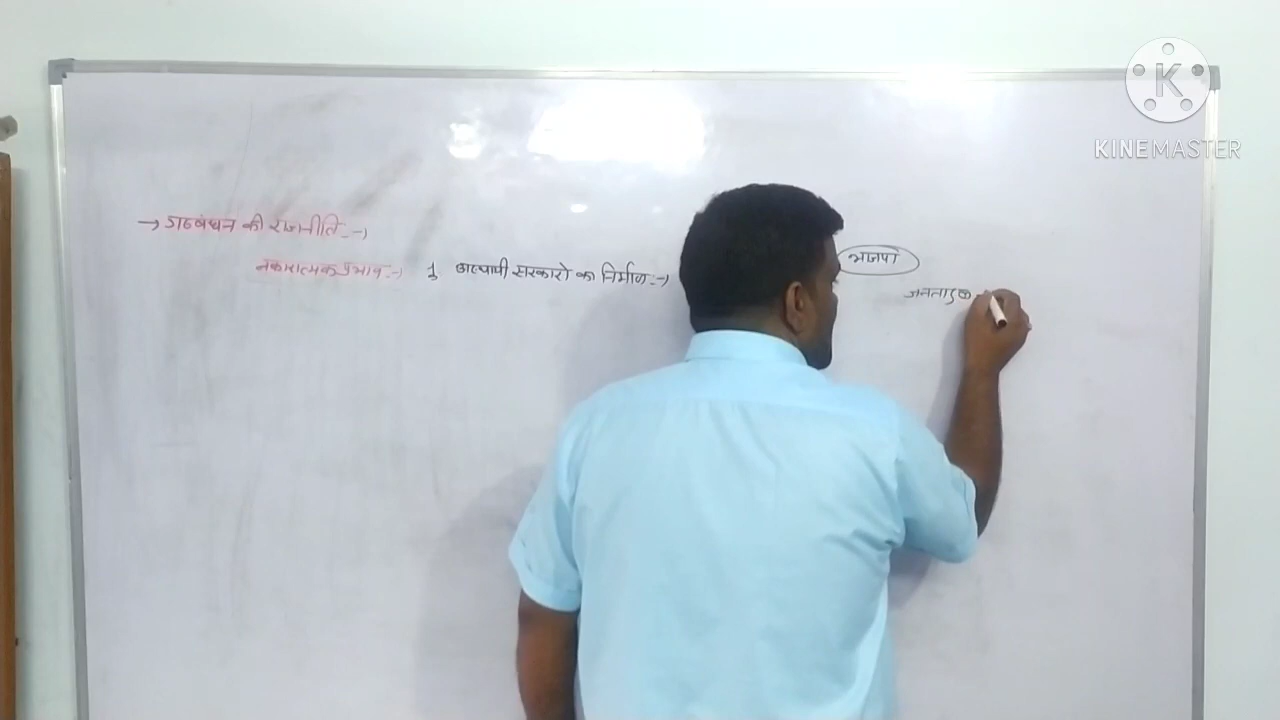 → गठबंधन की राजनीति :→
नकारात्मक प्रभाव :→ 1 अस्थायी सरकारो का निर्माण :→
भाजपा
जनता
K
KINEMASTER